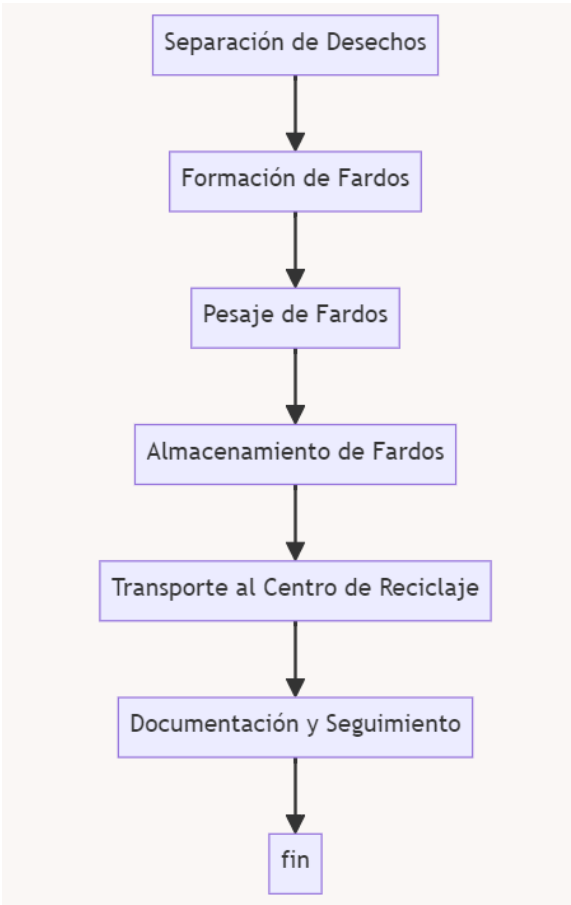 Separación de Desechos
Formación de Fardos
Pesaje de Fardos
Almacenamiento de Fardos
Transporte al Centro de Reciclaje
Documentación y Seguimiento
fin